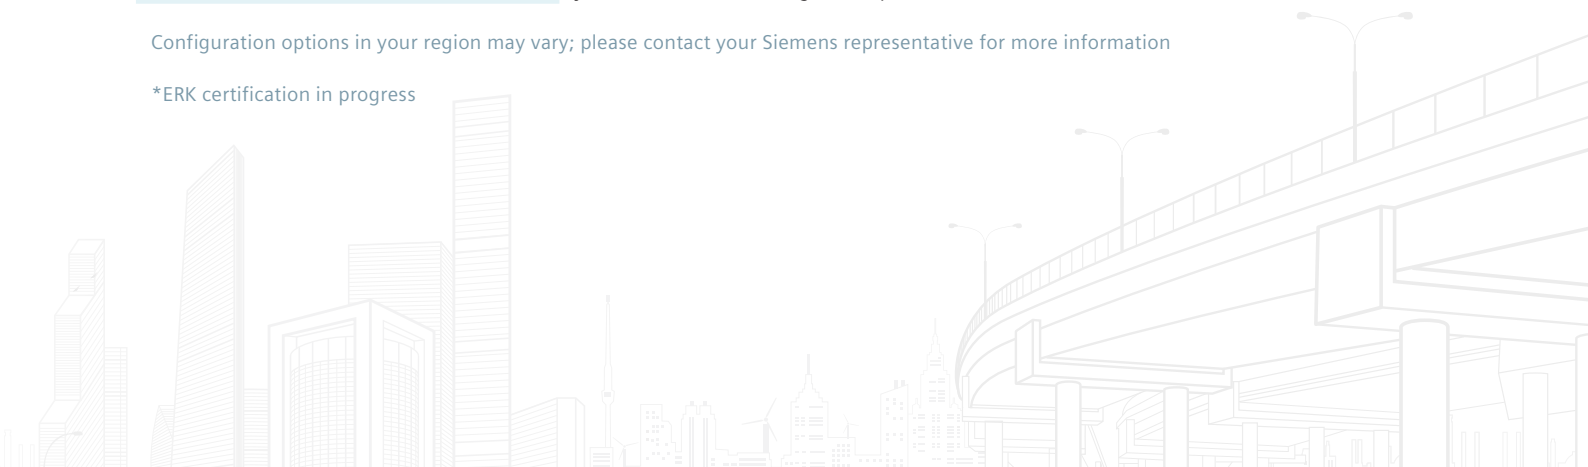 Configuration options in your region may vary; please contact your Siemens representative for more information
*ERK certification in progress